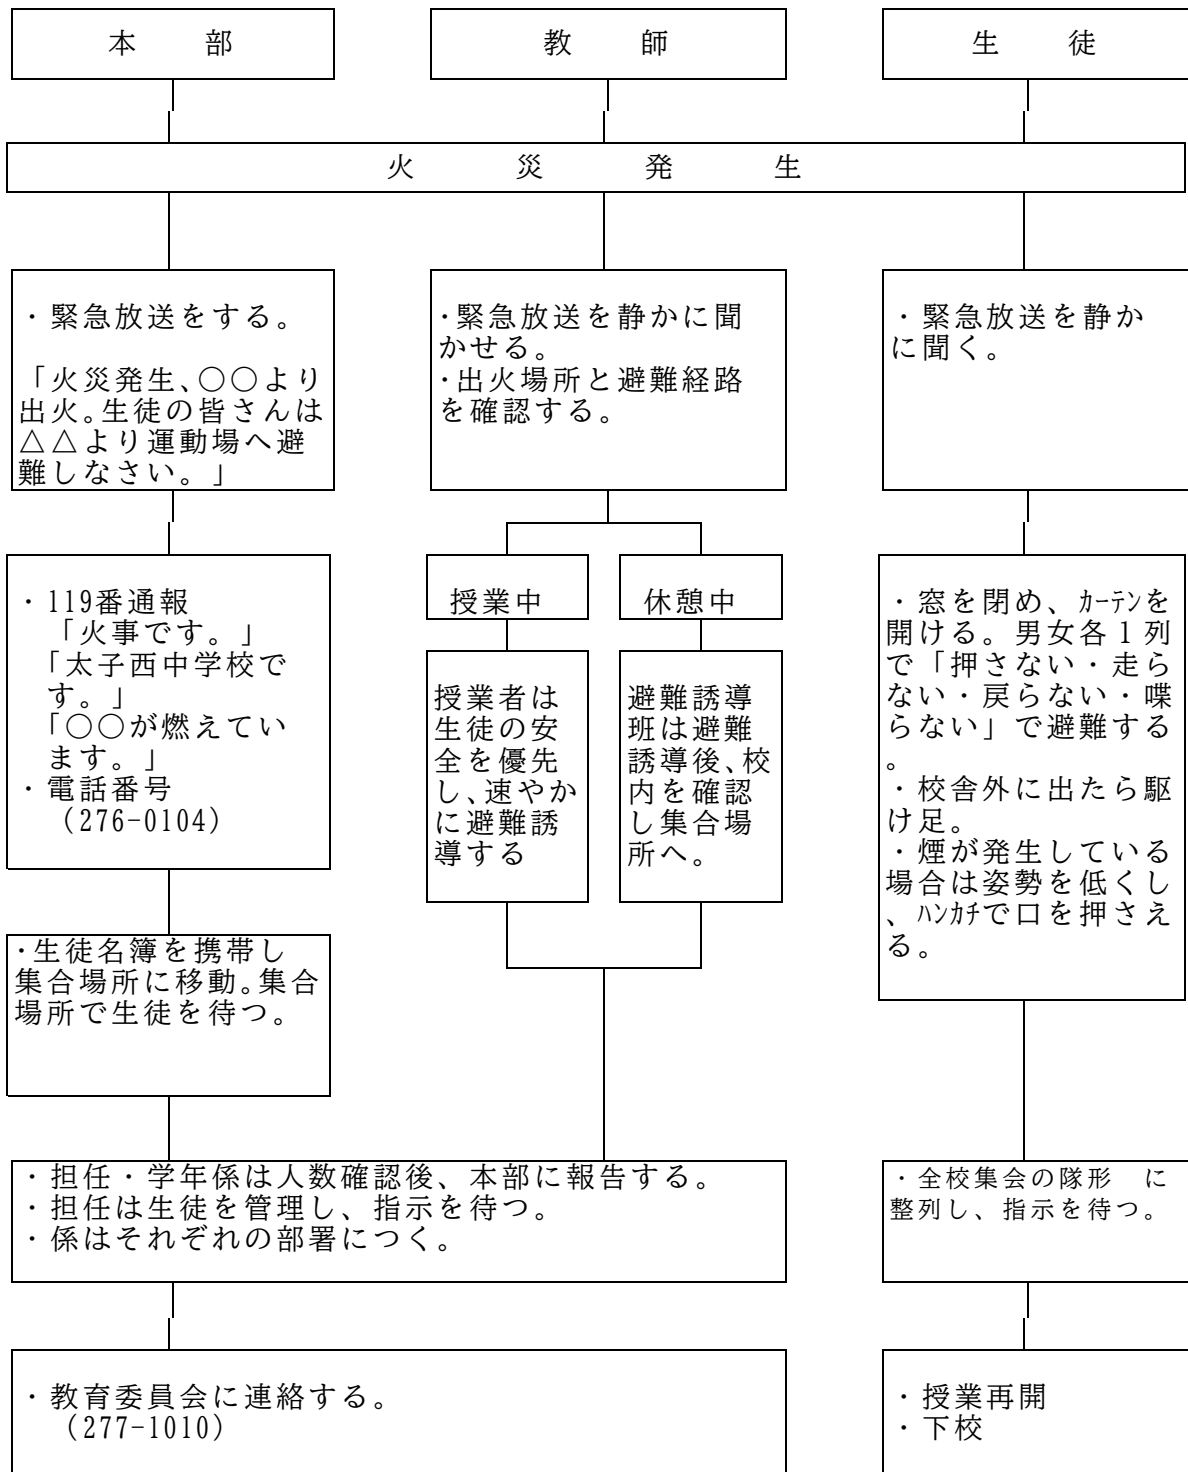 本　部
教　師
生　徒
火　災　発　生
・緊急放送をする。
「火災発生、○○より
出火。生徒の皆さんは
△△より運動場へ避
難しなさい。」
・緊急放送を静かに聞
かせる。
・出火場所と避難経路
を確認する。
・緊急放送を静か
に聞く。
・119番通報
「火事です。」
「太子西中学校で
す。」
「○○が燃えてい
ます。」
・電話番号
（276-0104）
授業中
休憩中
授業者は
生徒の安
全を優先
し、速やか
に避難誘
導する
避難誘導
班は避難
誘導後、校
内を確認
し集合場
所へ。
・窓を閉め、ｶｰﾃﾝを
開ける。男女各１列
で「押さない・走ら
ない・戻らない・喋
らない」で避難する
。
・校舎外に出たら駆
け足。
・煙が発生している
場合は姿勢を低くし
、ﾊﾝｶﾁで口を押さえ
る。
・生徒名簿を携帯し
集合場所に移動。集合
場所で生徒を待つ。
・担任・学年係は人数確認後、本部に報告する。
・担任は生徒を管理し、指示を待つ。
・係はそれぞれの部署につく。
・全校集会の隊形　に
整列し、指示を待つ。
・教育委員会に連絡する。
（277-1010）
・授業再開
・下校